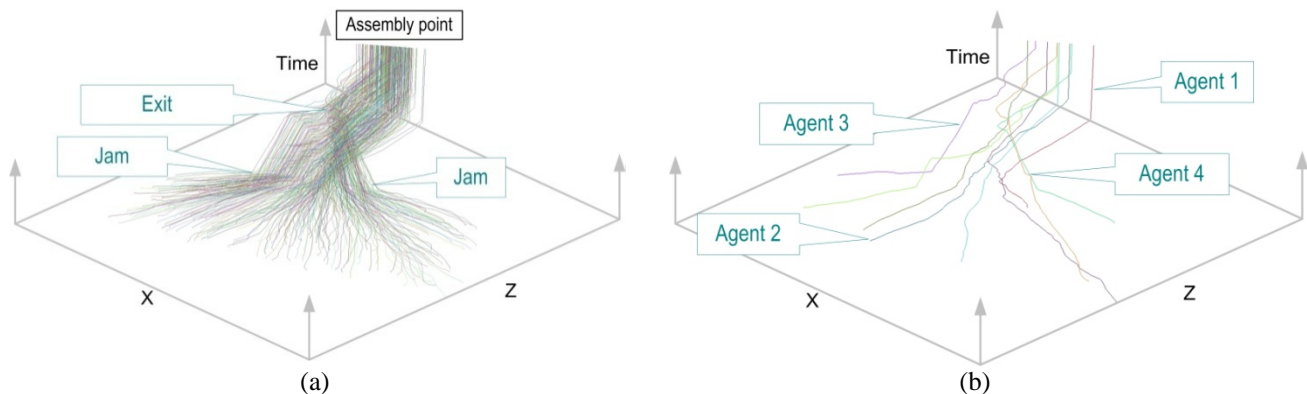 Assembly point
Time
Exit
Jam
Jam
X
Z
(a)
Time
Agent 1
Agent 3
Agent 4
Agent 2
X
Z
(b)